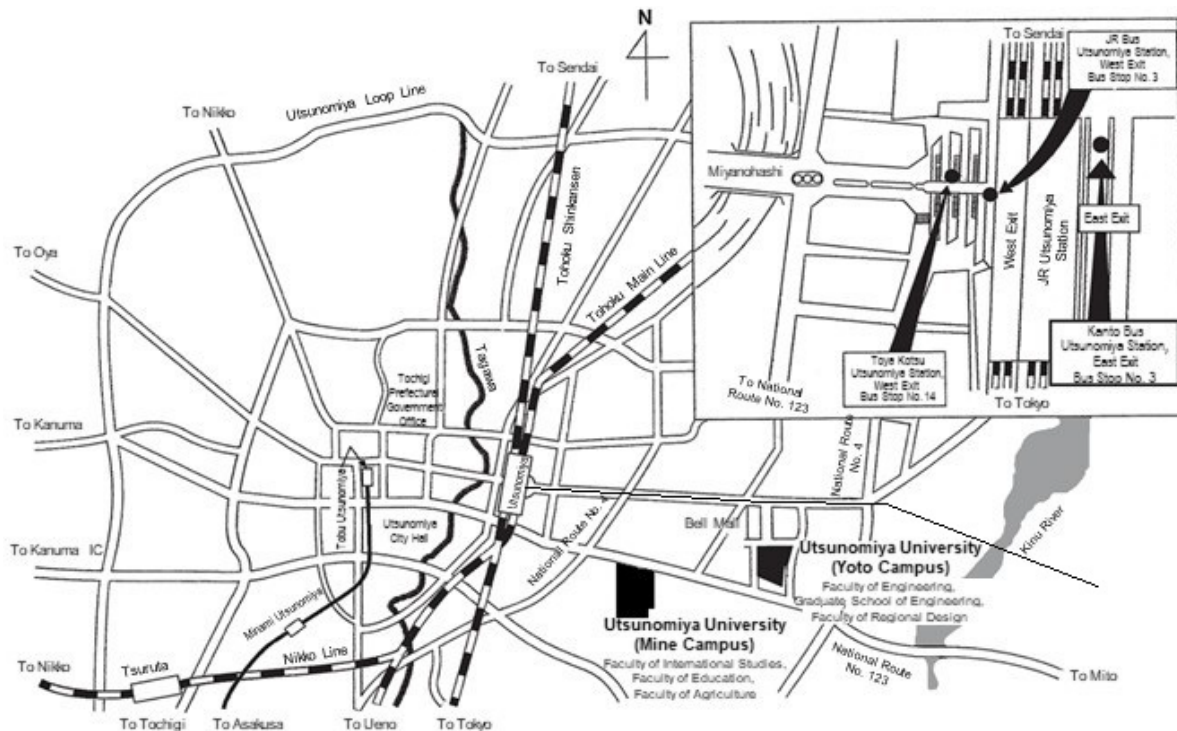 N
To Sendai
Utsunomiya Loop Line
To Nikko
To Oya
Tohoku Shinkansen
Tohoku Main Line
Tagawa
Tochigi
Prefectural
Government
Office
To Kanuma
Tobu Utsunomiya
Utsunomiya
City Hall
Utsunomiya
National Route No. 4
To Kanuma IC
Minami Utsunomiya
Nikko Line
To Nikko
Tsuruta
To Tochigi
To Asakusa
To Ueno
To Tokyo
Bell Mall
National Route
No. 4
Kinu River
Utsunomiya University
(Yoto Campus)
Faculty of Engineering,
Graduate School of Engineering,
Faculty of Regional Design
Utsunomiya University
(Mine Campus)
Faculty of International Studies,
Faculty of Education,
Faculty of Agriculture
National Route
No. 123
To Mito
To Sendai
JR Bus
Utsunomiya Station,
West Exit
Bus Stop No. 3
Miyanohashi
West Exit
JR Utsunomiya
Station
East Exit
Toya Kotsu
Utsunomiya Station,
West Exit
Bus Stop No. 14
Kanto Bus
Utsunomiya Station,
East Exit
Bus Stop No. 3
To National
Route No. 123
To Tokyo